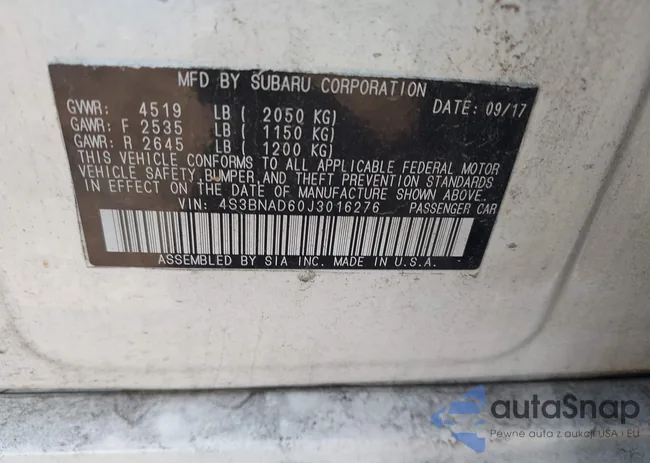 MFD BY SUBARU CORPORATION
GVWR: 4519 LB ( 2050 KG) DATE: 09/17
GAWR: F 2535 LB ( 1150 KG)
GAWR: R 2645 LB ( 1200 KG)
THIS VEHICLE CONFORMS TO ALL APPLICABLE FEDERAL MOTOR
VEHICLE SAFETY, BUMPER, AND THEFT PREVENTION STANDARDS
IN EFFECT ON THE DATE OF MANUFACTURE SHOWN ABOVE.
VIN: 4S3BNAD60J3016276 PASSENGER CAR
ASSEMBLED BY SIA INC. MADE IN U.S.A.
autaSnap
Pewne auta z aukcji USA i EU